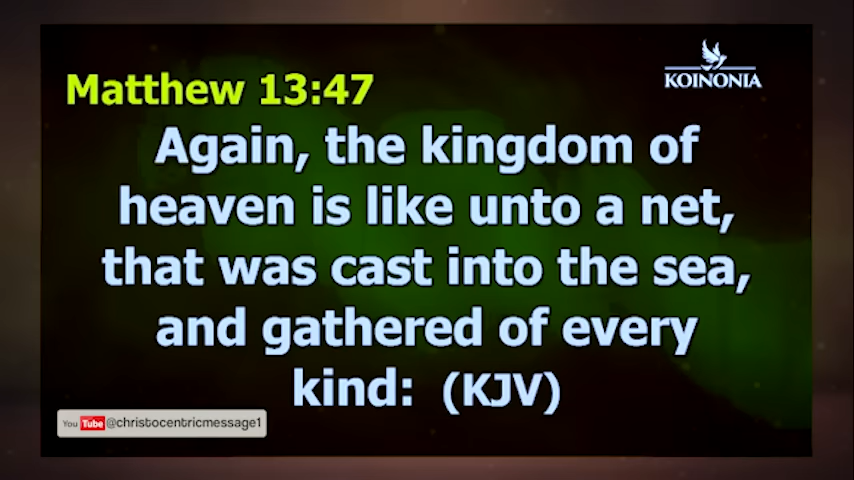 KOINONIA
Matthew 13:47
Again, the kingdom of
heaven is like unto a net,
that was cast into the sea,
and gathered of every
kind: (KJV)
You Tube @christocentricmessage1